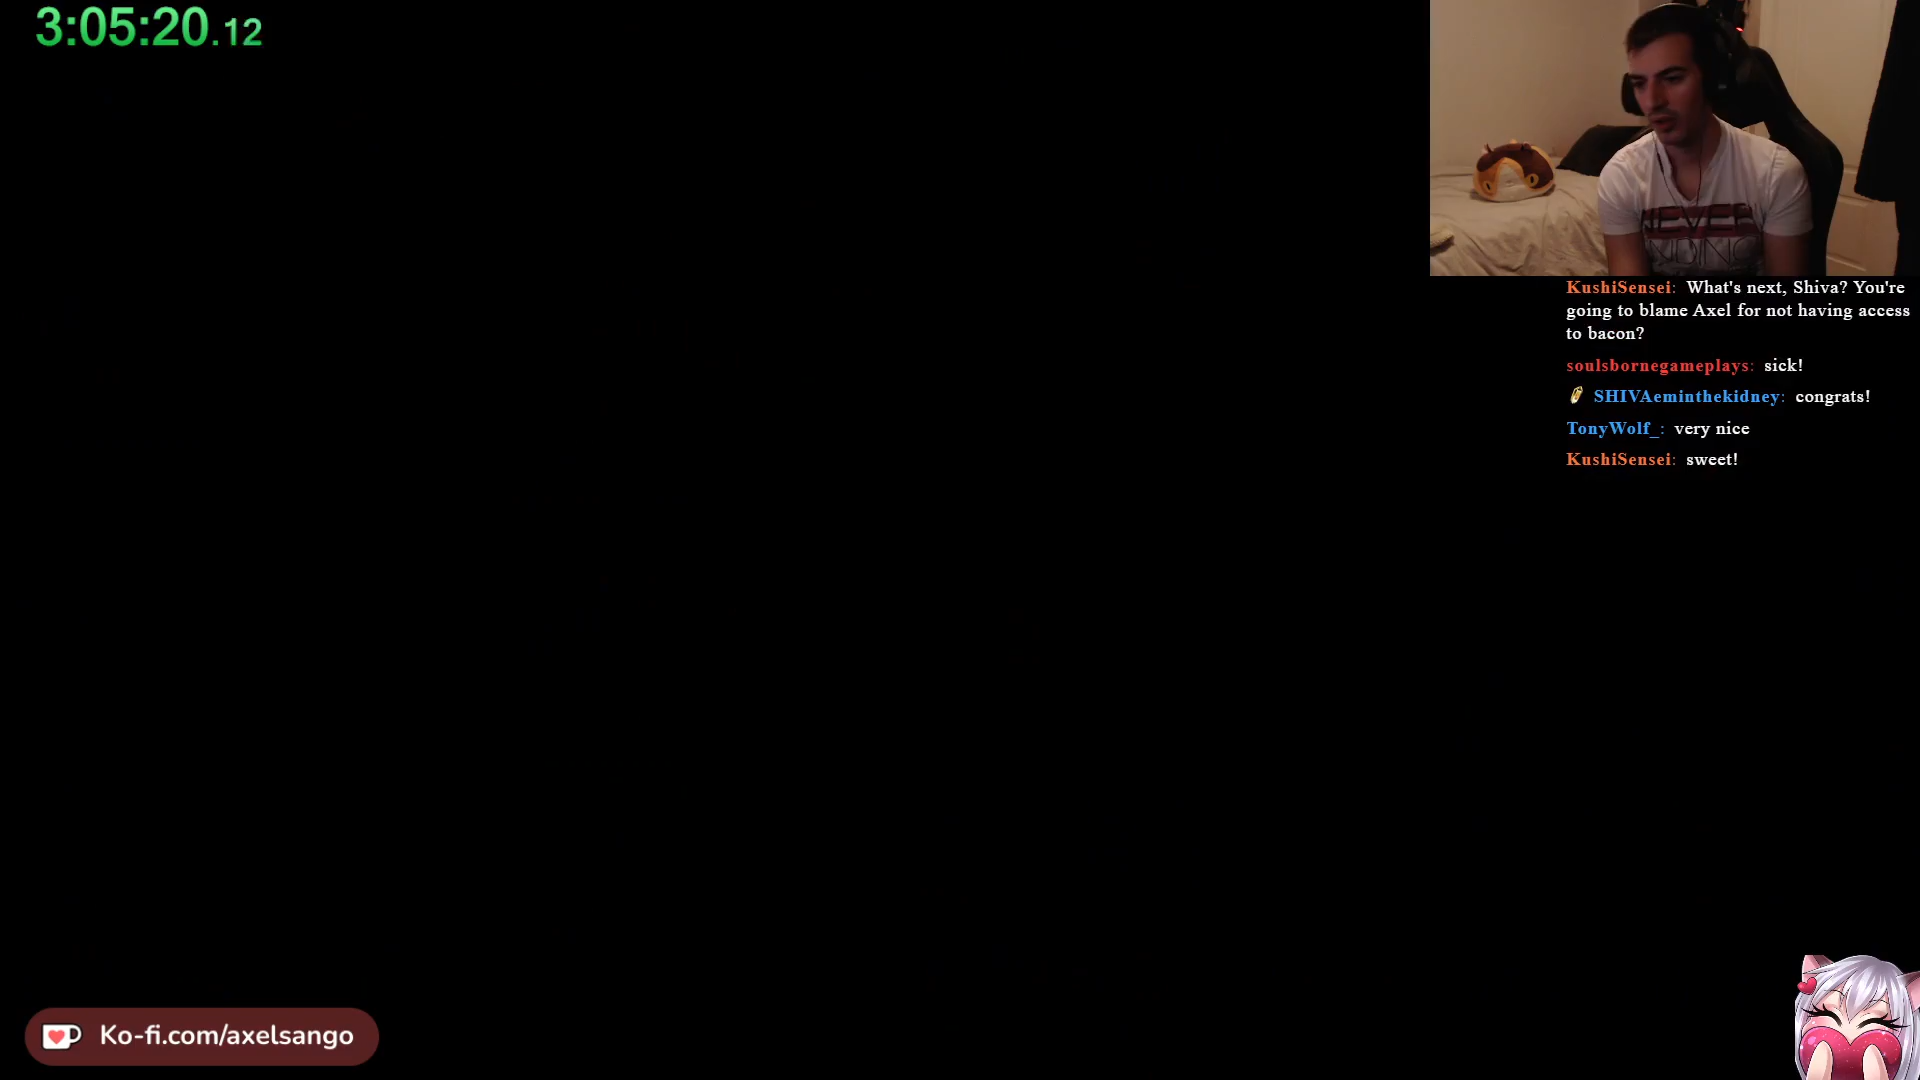 3:05:20.12
NEVER
KushiSensei: What's next, Shiva? You're
going to blame Axel for not having access
to bacon?
soulsbornegameplays: sick!
SHIVAeminthekidney: congrats!
TonyWolf_: very nice
KushiSensei: sweet!
Ko-fi.com/axelsango